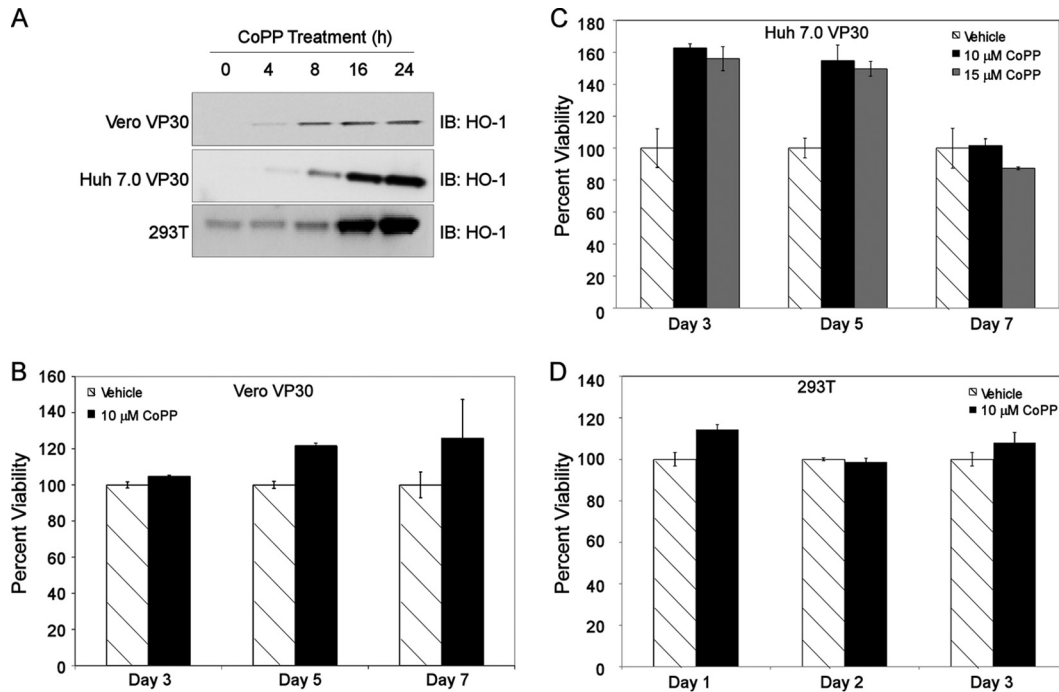 A
CoPP Treatment (h)
0 4 8 16 24
Vero VP30 IB: HO-1
Huh 7.0 VP30 IB: HO-1
293T IB: HO-1
B
Vero VP30
Vehicle
10 µM CoPP
Percent Viability
160
140
120
100
80
60
40
20
0
Day 3 Day 5 Day 7
C
Huh 7.0 VP30
Vehicle
10 µM CoPP
15 µM CoPP
Percent Viability
180
160
140
120
100
80
60
40
20
0
Day 3 Day 5 Day 7
D
293T
Vehicle
10 µM CoPP
Percent Viability
140
120
100
80
60
40
20
0
Day 1 Day 2 Day 3